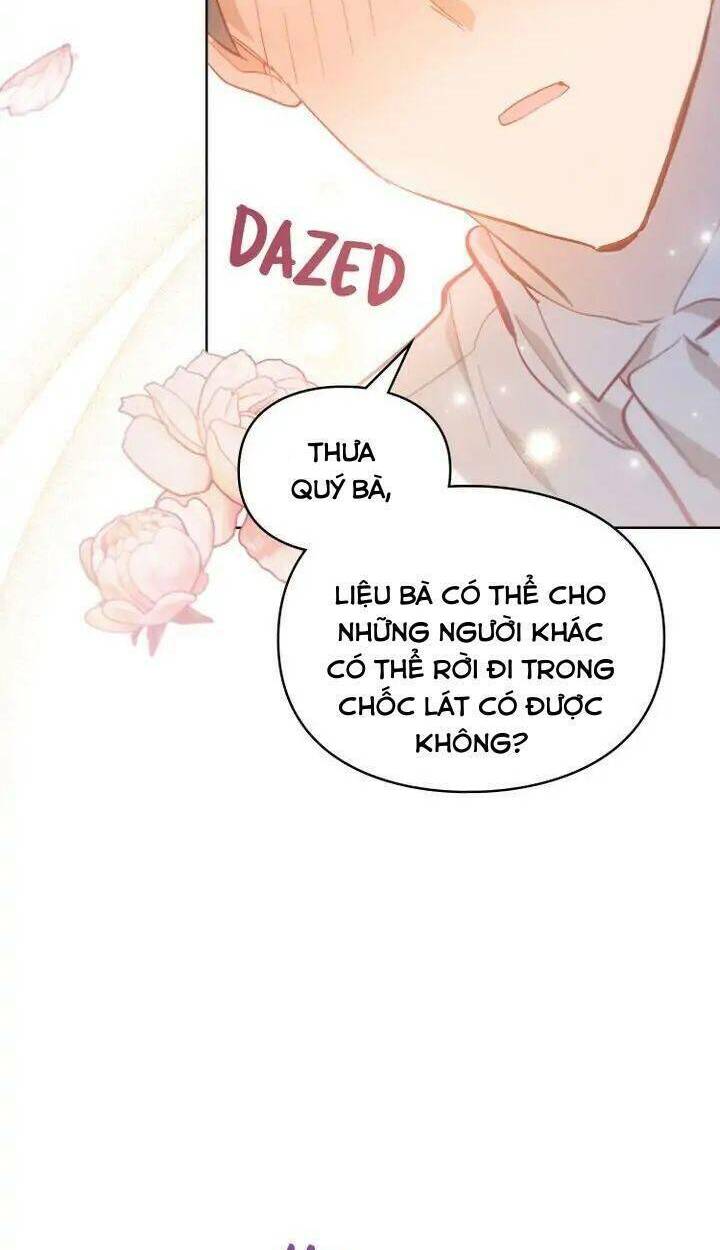 DAZED
THƯA
QUÝ BÀ,
LIỆU BÀ CÓ THỂ CHO
NHỮNG NGƯỜI KHÁC
CÓ THỂ RỜI ĐI TRONG
CHỐC LÁT CÓ ĐƯỢC
KHÔNG?